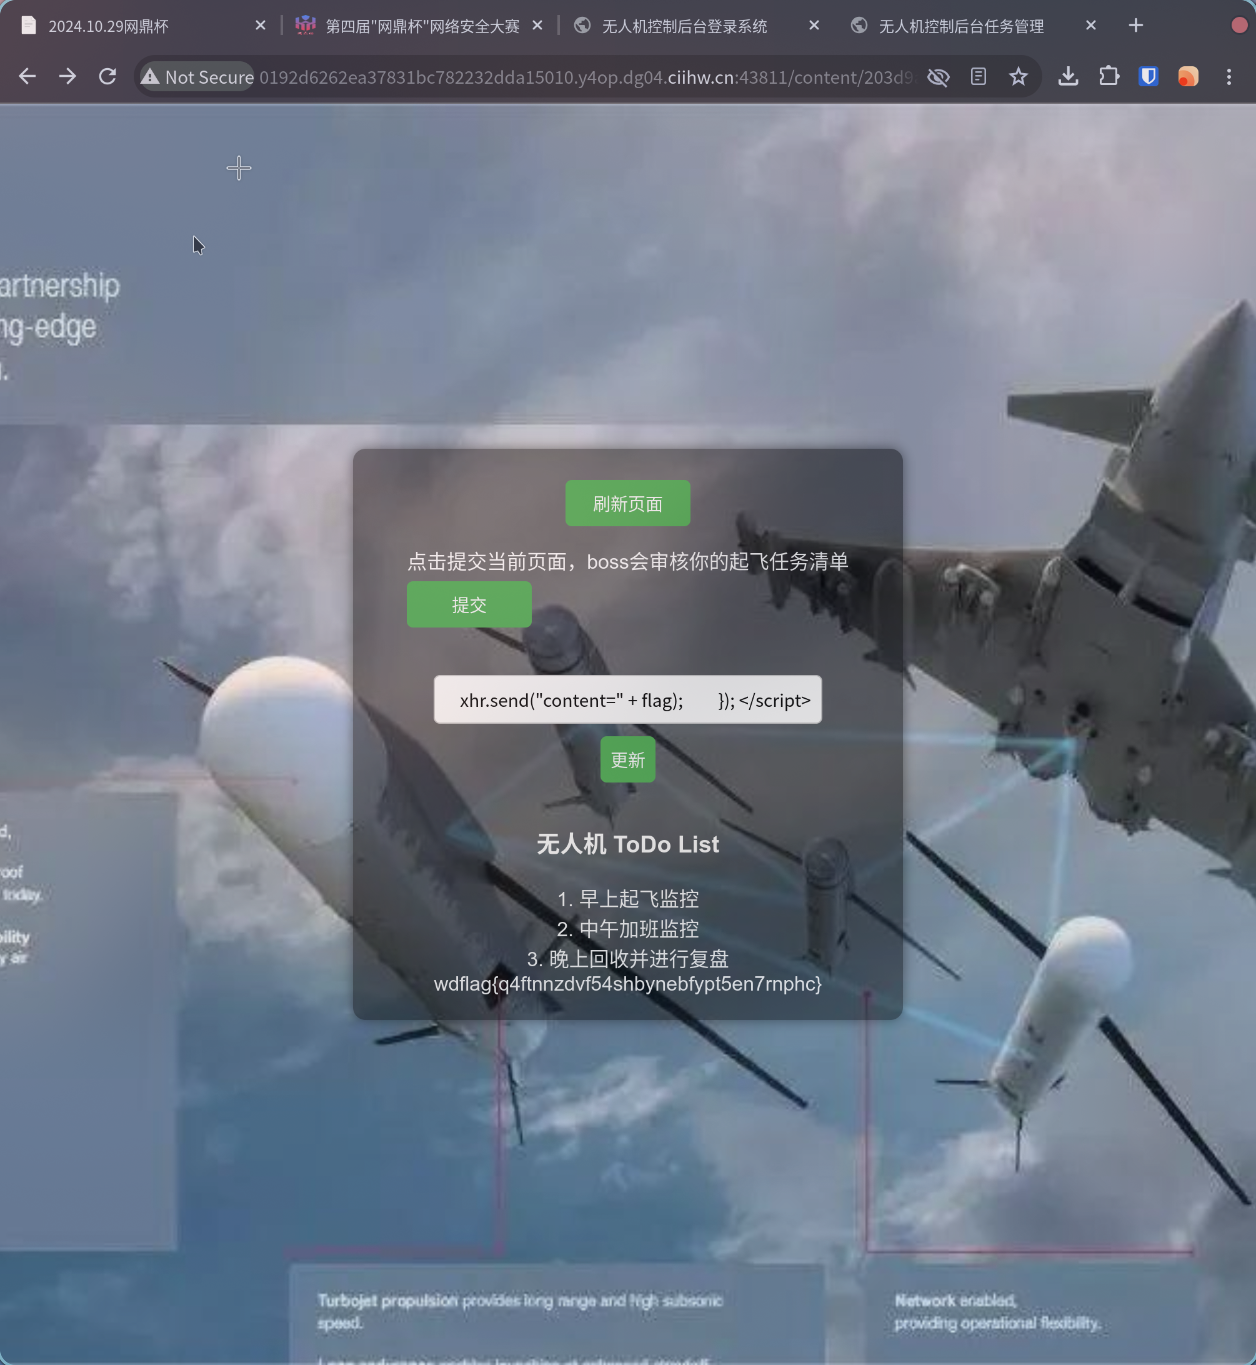 2024.10.29网鼎杯
第四届"网鼎杯"网络安全大赛
无人机控制后台登录系统
无人机控制后台任务管理
Not Secure 0192d6262ea37831bc782232dda15010.y4op.dg04.ciihw.cn:43811/content/203d9
artnership
ng-edge
刷新页面
点击提交当前页面，boss会审核你的起飞任务清单
提交
xhr.send("content=" + flag); }); </script>
更新
无人机 ToDo List
1. 早上起飞监控
2. 中午加班监控
3. 晚上回收并进行复盘
wdflag{q4ftnnzdvf54shbynebfypt5en7rnphc}
d,
oof
today.
bility
y air
Turbojet propulsion provides long range and high subsonic
speed.
Network enabled,
providing operational flexibility.